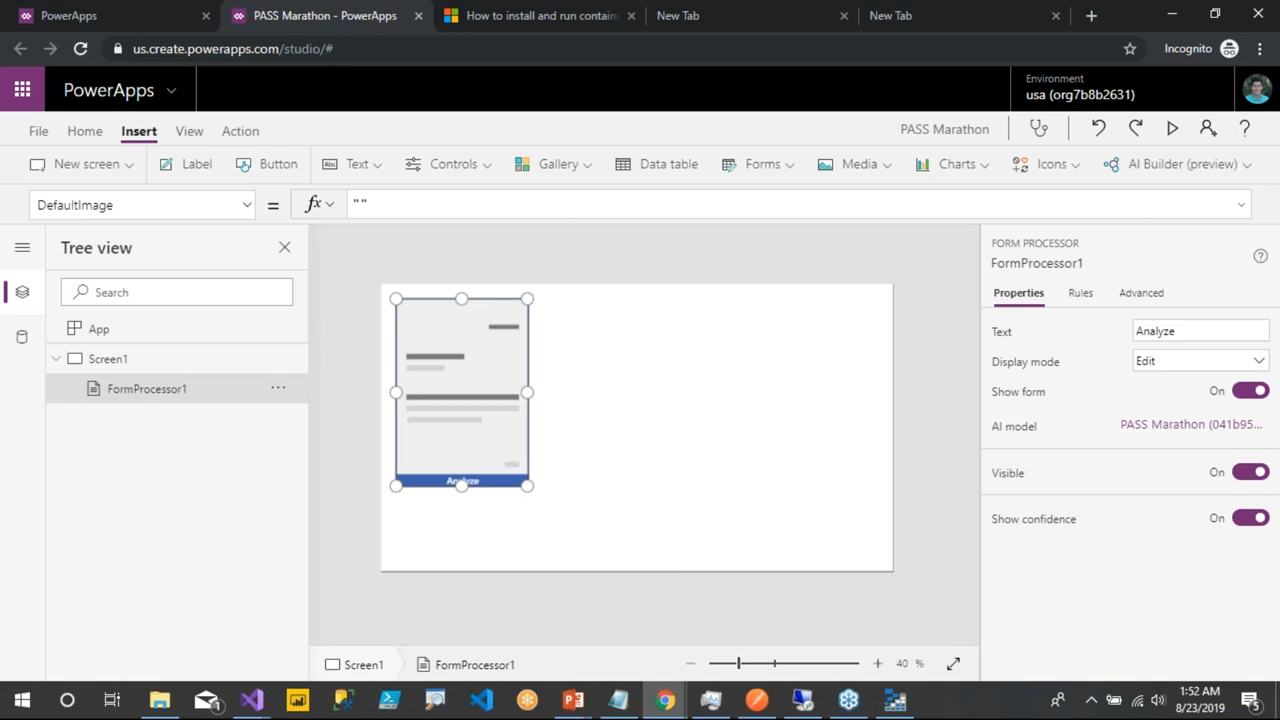 PowerApps
PASS Marathon - PowerApps
How to install and run contain
New Tab
New Tab
us.create.powerapps.com/studio/#
Incognito
PowerApps
Environment
usa (org7b8b2631)
File Home Insert View Action
PASS Marathon
New screen Label Button Text Controls Gallery Data table Forms Media Charts Icons AI Builder (preview)
DefaultImage = fx ""
Tree view
Search
App
Screen1
FormProcessor1
Analyze
FORM PROCESSOR
FormProcessor1
Properties Rules Advanced
Text Analyze
Display mode Edit
Show form On
AI model PASS Marathon (041b95...
Visible On
Show confidence On
Screen1 FormProcessor1
40 %
1:52 AM
8/23/2019